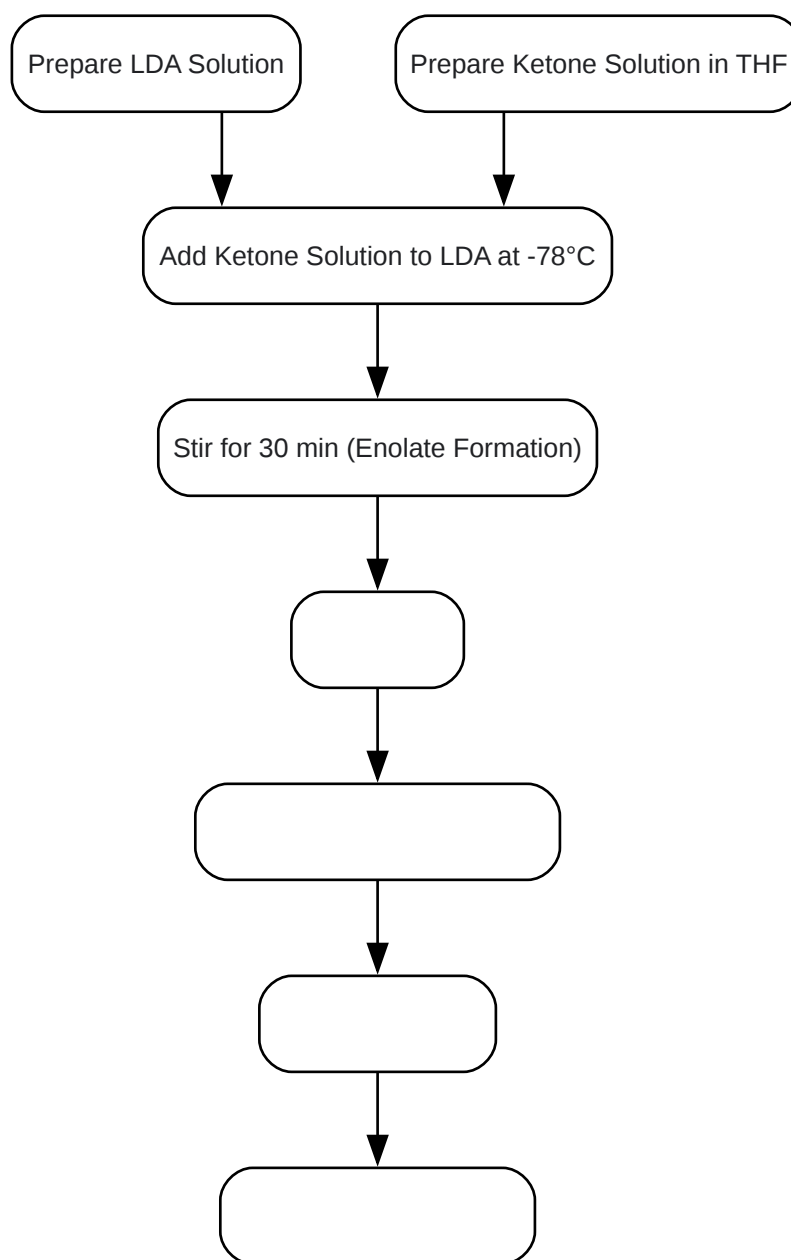 Prepare LDA Solution
Prepare Ketone Solution in THF
Add Ketone Solution to LDA at -78°C
Stir for 30 min (Enolate Formation)